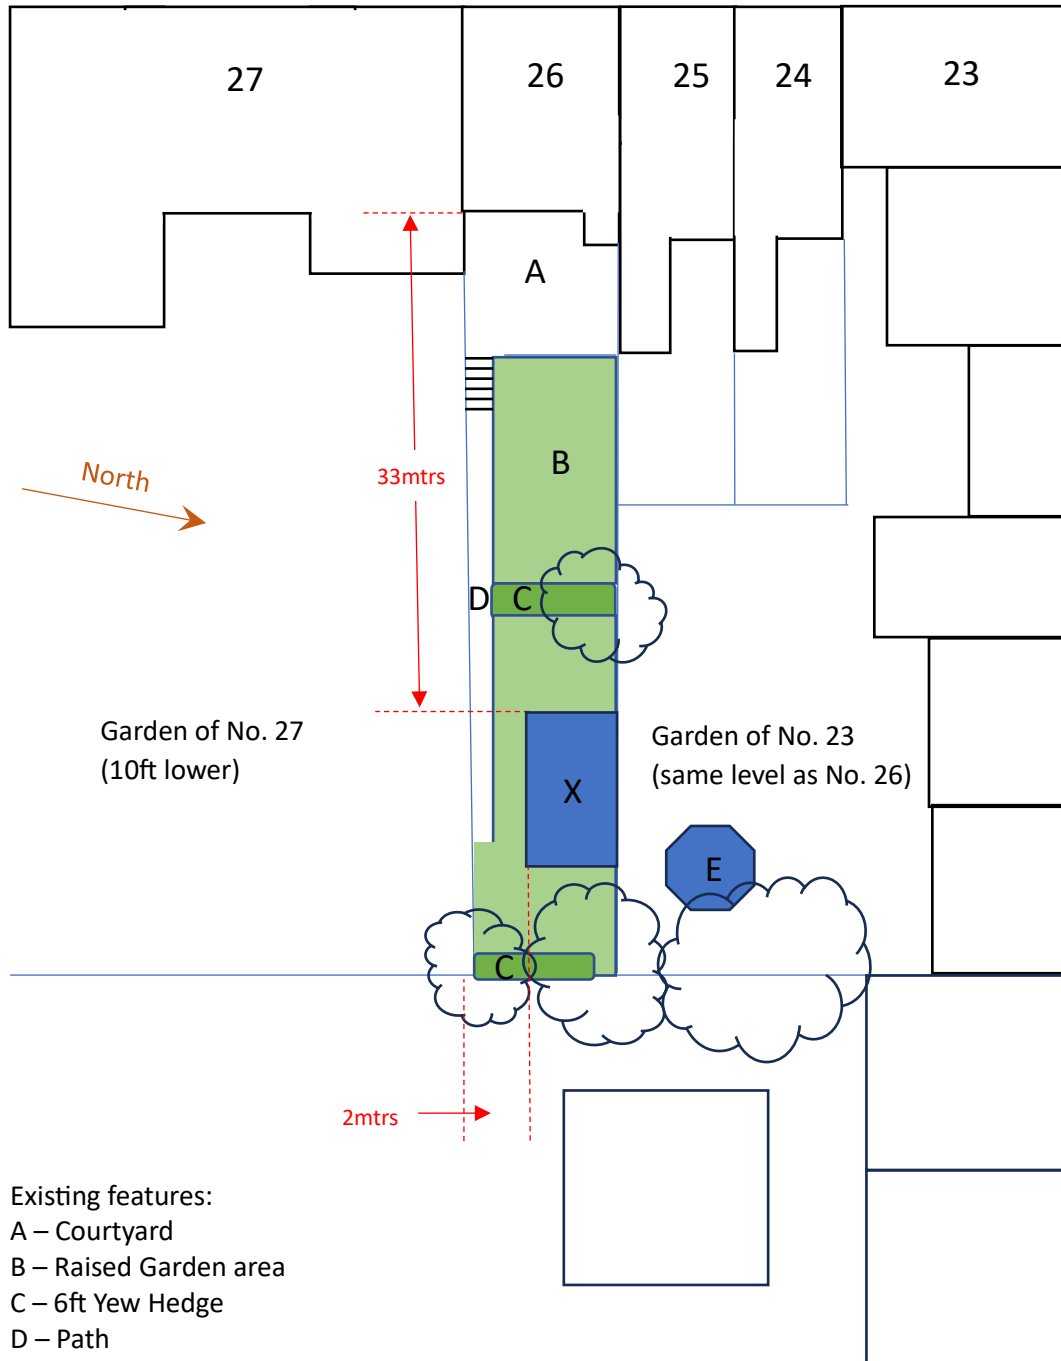 27
26
25
24
23
A
North
33mtrs
B
D
C
Garden of No. 27
(10ft lower)
X
Garden of No. 23
(same level as No. 26)
E
C
2mtrs
Existing features:
A – Courtyard
B – Raised Garden area
C – 6ft Yew Hedge
D – Path